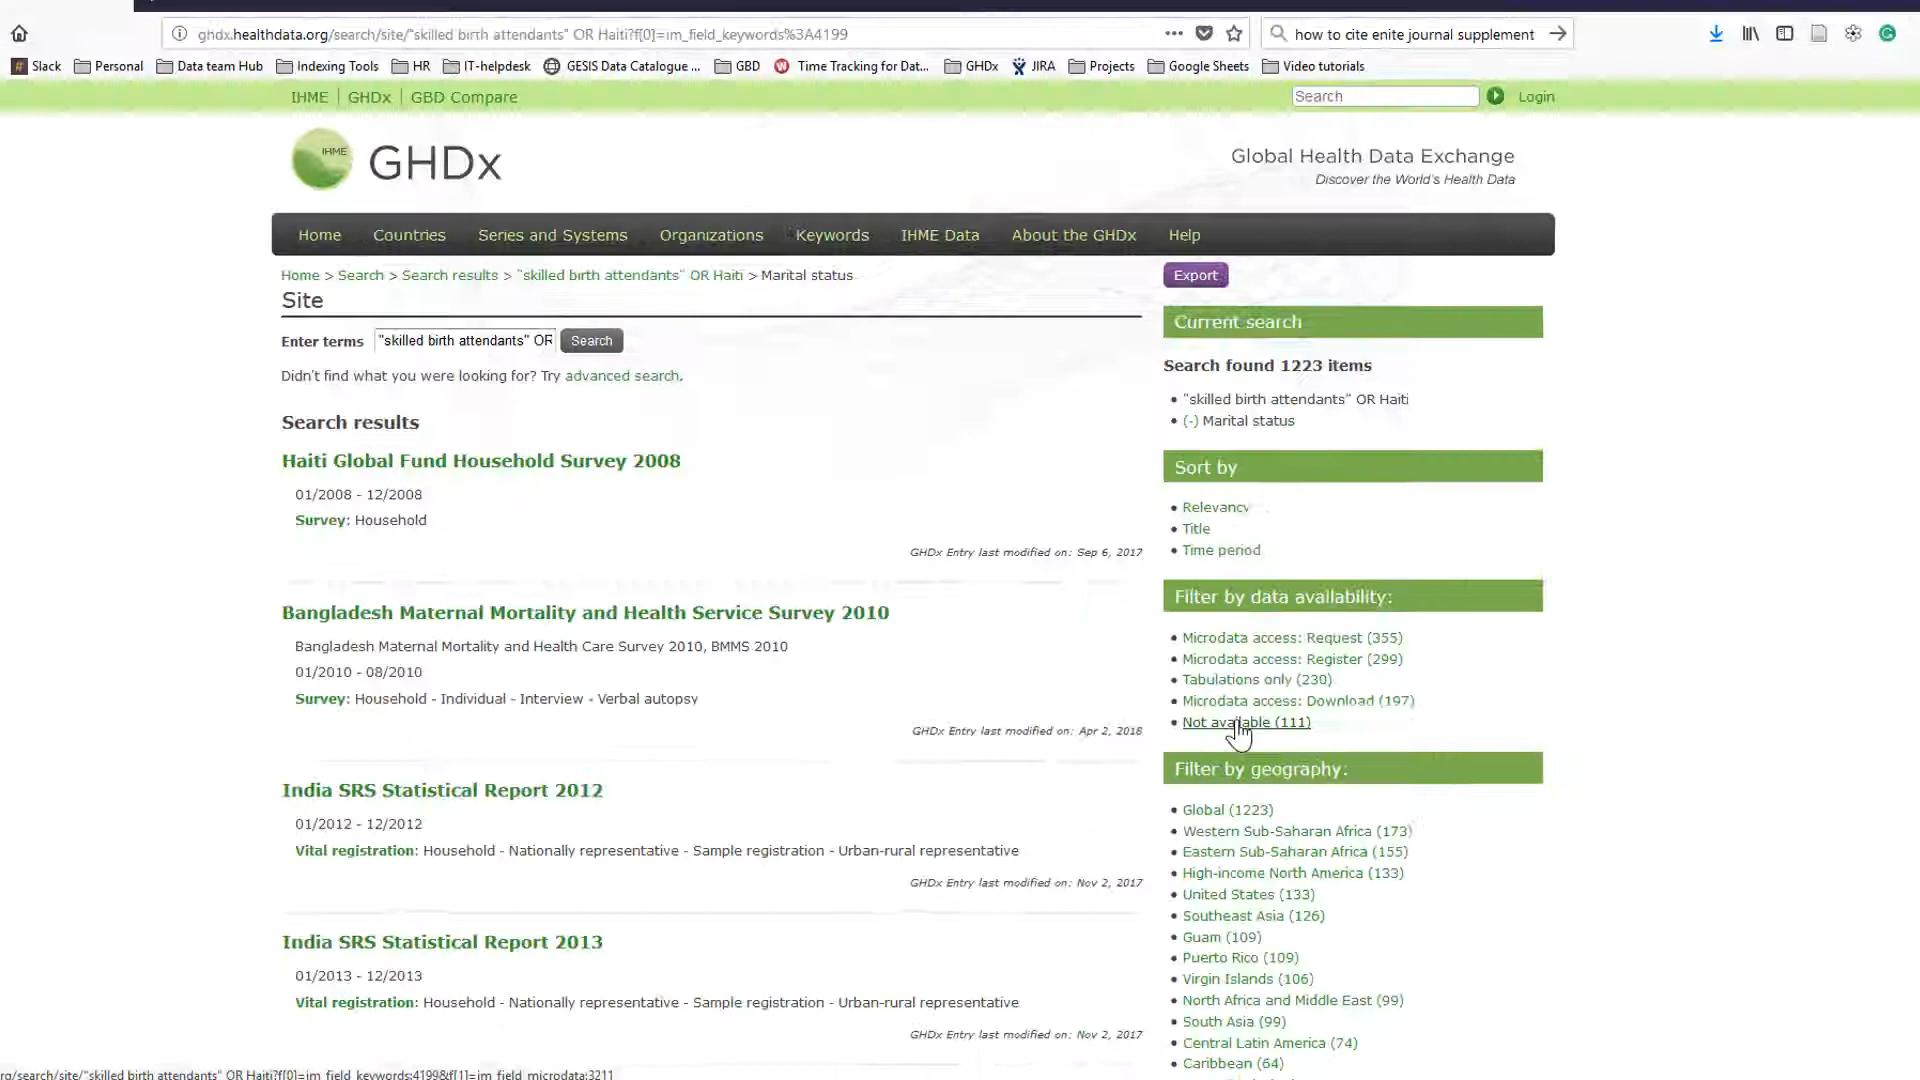 ghdx.healthdata.org/search/site/"skilled birth attendants" OR Haiti?f[0]=im_field_keywords%3A4199
how to cite enite journal supplement
Slack Personal Data team Hub Indexing Tools HR IT-helpdesk GESIS Data Catalogue ... GBD Time Tracking for Dat... GHDx JIRA Projects Google Sheets Video tutorials
IHME GHDx GBD Compare
Search Login
IHME GHDx
Global Health Data Exchange
Discover the World's Health Data
Home Countries Series and Systems Organizations Keywords IHME Data About the GHDx Help
Home > Search > Search results > "skilled birth attendants" OR Haiti > Marital status
Site
Enter terms "skilled birth attendants" OR Search
Didn't find what you were looking for? Try advanced search.
Search results
Haiti Global Fund Household Survey 2008
01/2008 - 12/2008
Survey: Household
GHDx Entry last modified on: Sep 6, 2017
Bangladesh Maternal Mortality and Health Service Survey 2010
Bangladesh Maternal Mortality and Health Care Survey 2010, BMMS 2010
01/2010 - 08/2010
Survey: Household - Individual - Interview - Verbal autopsy
GHDx Entry last modified on: Apr 2, 2018
India SRS Statistical Report 2012
01/2012 - 12/2012
Vital registration: Household - Nationally representative - Sample registration - Urban-rural representative
GHDx Entry last modified on: Nov 2, 2017
India SRS Statistical Report 2013
01/2013 - 12/2013
Vital registration: Household - Nationally representative - Sample registration - Urban-rural representative
GHDx Entry last modified on: Nov 2, 2017
Export
Current search
Search found 1223 items
"skilled birth attendants" OR Haiti
(-) Marital status
Sort by
Relevancy
Title
Time period
Filter by data availability:
Microdata access: Request (355)
Microdata access: Register (299)
Tabulations only (230)
Microdata access: Download (197)
Not available (111)
Filter by geography:
Global (1223)
Western Sub-Saharan Africa (173)
Eastern Sub-Saharan Africa (155)
High-income North America (133)
United States (133)
Southeast Asia (126)
Guam (109)
Puerto Rico (109)
Virgin Islands (106)
North Africa and Middle East (99)
South Asia (99)
Central Latin America (74)
Caribbean (64)
rg/search/site/"skilled birth attendants" OR Haiti?f[0]=im_field_keywords:4199&f[1]=im_field_microdata:3211